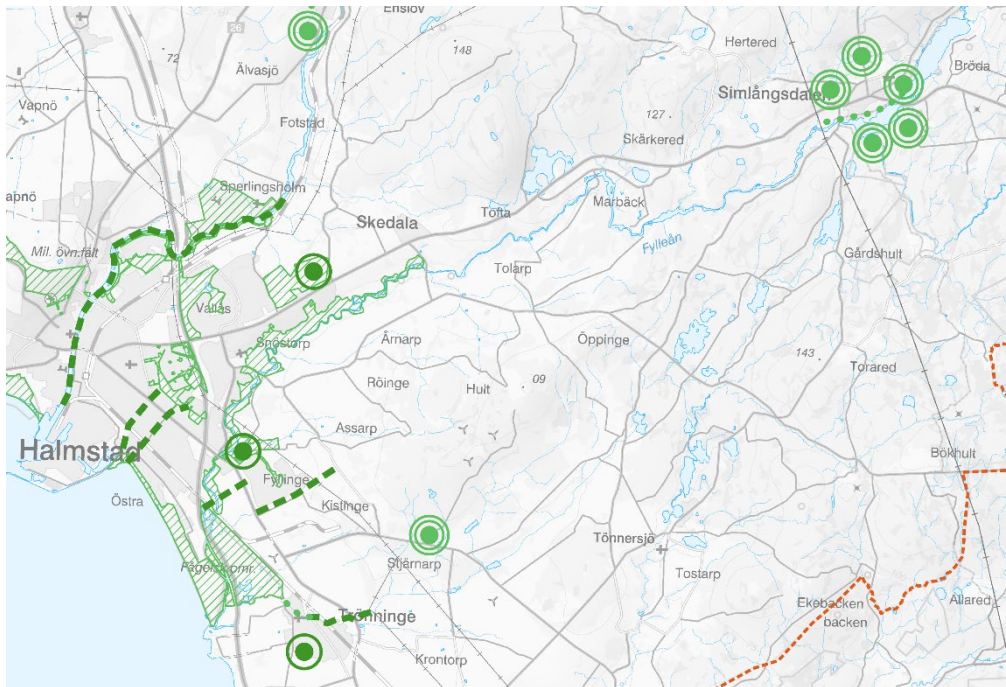 Enslöv
26
72
148
Älvasjö
Hertered
Bröda
Simlångsdalen
Vapnö
127
Fotstad
Skärkered
Sperlingsholm
Marbäck
apnö
Skedala
Tofta
Mil. övn.fält
Fylleån
Gårdshult
Tolarp
Vallås
Snöstorp
Årnarp
Öppinge
143
Torared
Röinge
Hult
09
Assarp
Halmstad
Bökhult
Fyllinge
Östra
Kistinge
Tönnersjö
Stjärnarp
Tostarp
Ekebacken
backen
Allared
Trönninge
Krontorp